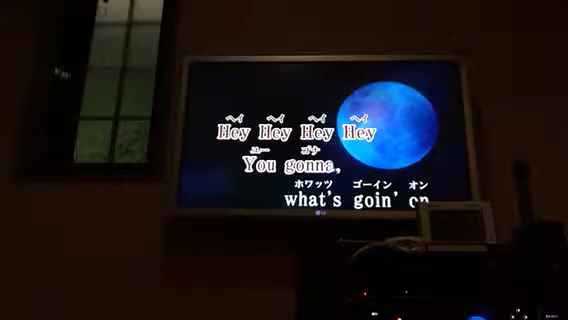 ヘイ ヘイ ヘイ ヘイ
Hey Hey Hey Hey
ユー ゴナ
You gonna,
ホワッツ ゴーイン オン
what's goin' on
LG